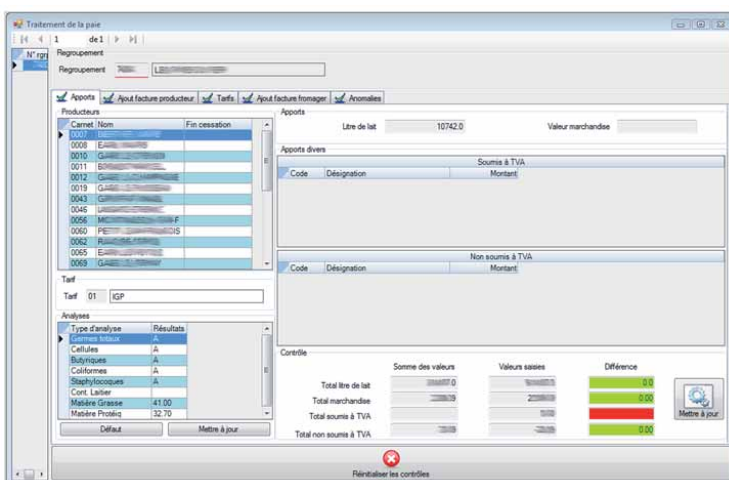 Traitement de la paie
1 de 1
N° rgrp
Regroupement
Regroupement
Apports Ajout facture producteur Tarifs Ajout facture fromager Anomalies
Producteurs
Carnet Nom Fin cessation
0007
0008
0010
0011
0012
0019
0043
0046
0056
0060
0062
0065
0069
Tarif
Tarif 01 IGP
Analyses
Type d'analyse Résultats
Germes totaux A
Cellules A
Butyriques A
Coliformes A
Staphylocoques A
Cont. Laitier
Matière Grasse 41.00
Matière Protéiq 32.70
Défaut Mettre à jour
Apports
Litre de lait 10742.0 Valeur marchandise
Apports divers
Soumis à TVA
Code Désignation Montant
Non soumis à TVA
Code Désignation Montant
Contrôle
Somme des valeurs Valeurs saisies Différence
Total litre de lait 0.0
Total marchandise 0.00
Total soumis à TVA
Total non soumis à TVA 0.00
Mettre à jour
Réinitialiser les contrôles